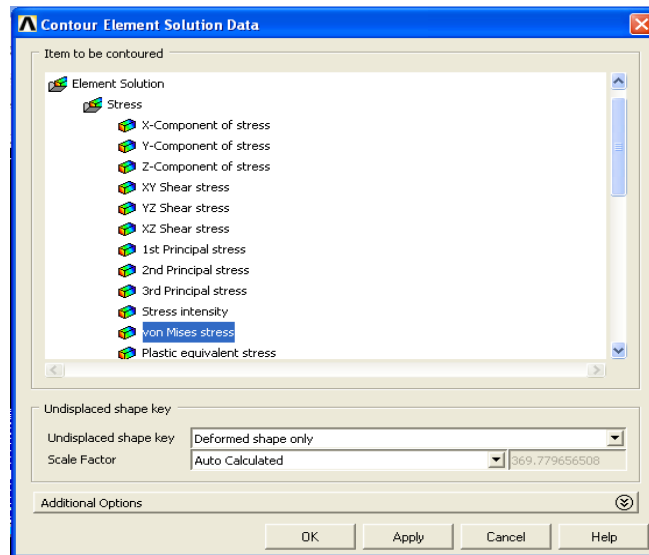 Contour Element Solution Data
Item to be contoured
Element Solution
Stress
X-Component of stress
Y-Component of stress
Z-Component of stress
XY Shear stress
YZ Shear stress
XZ Shear stress
1st Principal stress
2nd Principal stress
3rd Principal stress
Stress intensity
von Mises stress
Plastic equivalent stress
Undisplaced shape key
Undisplaced shape key Deformed shape only
Scale Factor Auto Calculated 369.779656508
Additional Options
OK Apply Cancel Help